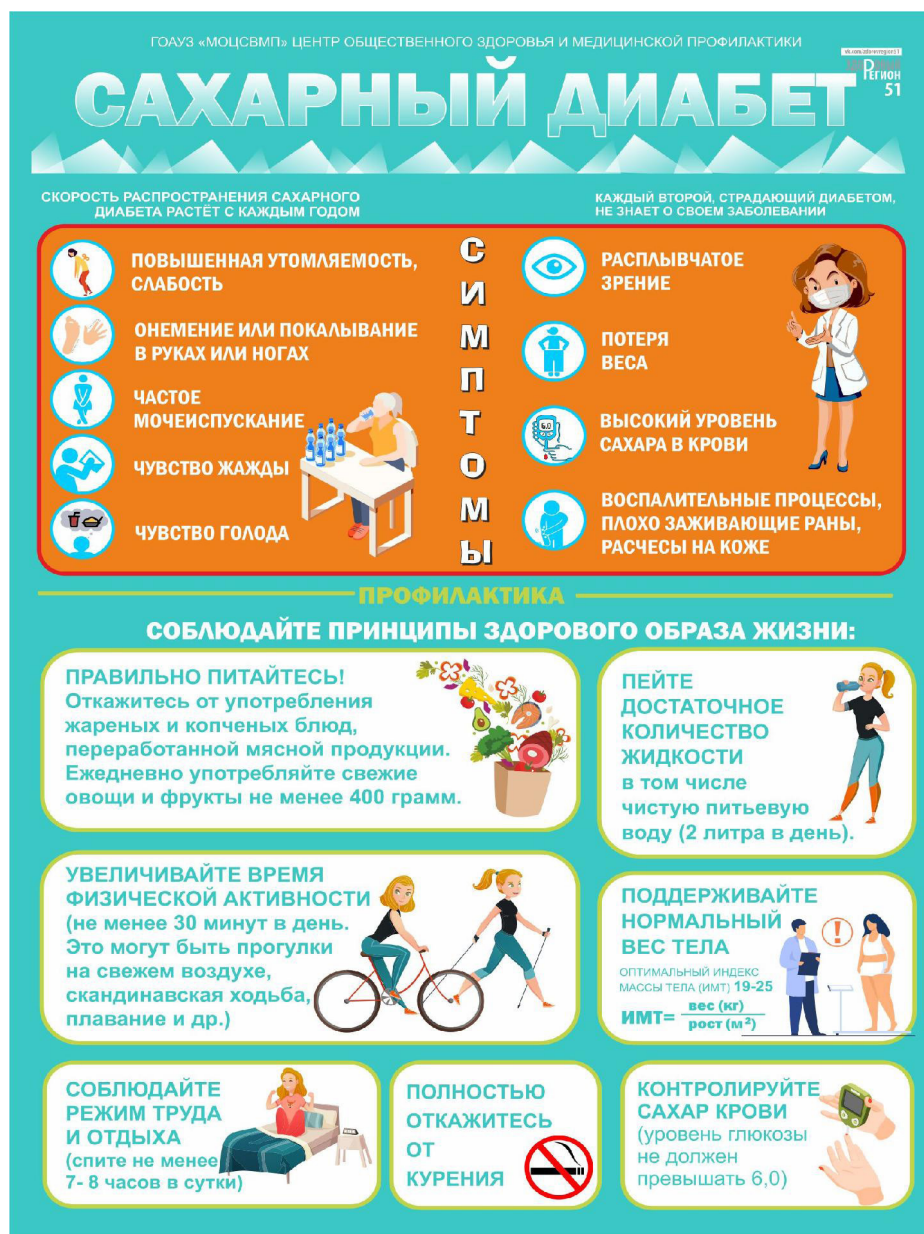 ГОАУЗ «МОЦСВМП» ЦЕНТР ОБЩЕСТВЕННОГО ЗДОРОВЬЯ И МЕДИЦИНСКОЙ ПРОФИЛАКТИКИ
РЕГИОН
51
САХАРНЫЙ ДИАБЕТ
СКОРОСТЬ РАСПРОСТРАНЕНИЯ САХАРНОГО
ДИАБЕТА РАСТЁТ С КАЖДЫМ ГОДОМ
КАЖДЫЙ ВТОРОЙ, СТРАДАЮЩИЙ ДИАБЕТОМ,
НЕ ЗНАЕТ О СВОЕМ ЗАБОЛЕВАНИИ
СИМПТОМЫ
ПОВЫШЕННАЯ УТОМЛЯЕМОСТЬ,
СЛАБОСТЬ
ОНЕМЕНИЕ ИЛИ ПОКАЛЫВАНИЕ
В РУКАХ ИЛИ НОГАХ
ЧАСТОЕ
МОЧЕИСПУСКАНИЕ
ЧУВСТВО ЖАЖДЫ
ЧУВСТВО ГОЛОДА
РАСПЛЫВЧАТОЕ
ЗРЕНИЕ
ПОТЕРЯ
ВЕСА
6.0
ВЫСОКИЙ УРОВЕНЬ
САХАРА В КРОВИ
ВОСПАЛИТЕЛЬНЫЕ ПРОЦЕССЫ,
ПЛОХО ЗАЖИВАЮЩИЕ РАНЫ,
РАСЧЕСЫ НА КОЖЕ
ПРОФИЛАКТИКА
СОБЛЮДАЙТЕ ПРИНЦИПЫ ЗДОРОВОГО ОБРАЗА ЖИЗНИ:
ПРАВИЛЬНО ПИТАЙТЕСЬ!
Откажитесь от употребления
жареных и копченых блюд,
переработанной мясной продукции.
Ежедневно употребляйте свежие
овощи и фрукты не менее 400 грамм.
ПЕЙТЕ
ДОСТАТОЧНОЕ
КОЛИЧЕСТВО
ЖИДКОСТИ
в том числе
чистую питьевую
воду (2 литра в день).
УВЕЛИЧИВАЙТЕ ВРЕМЯ
ФИЗИЧЕСКОЙ АКТИВНОСТИ
(не менее 30 минут в день.
Это могут быть прогулки
на свежем воздухе,
скандинавская ходьба,
плавание и др.)
ПОДДЕРЖИВАЙТЕ
НОРМАЛЬНЫЙ
ВЕС ТЕЛА
ОПТИМАЛЬНЫЙ ИНДЕКС
МАССЫ ТЕЛА (ИМТ) 19-25
ИМТ= вес (кг)
рост (м²)
СОБЛЮДАЙТЕ
РЕЖИМ ТРУДА
И ОТДЫХА
(спите не менее
7- 8 часов в сутки)
ПОЛНОСТЬЮ
ОТКАЖИТЕСЬ
ОТ
КУРЕНИЯ
КОНТРОЛИРУЙТЕ
САХАР КРОВИ
(уровень глюкозы
не должен
превышать 6,0)